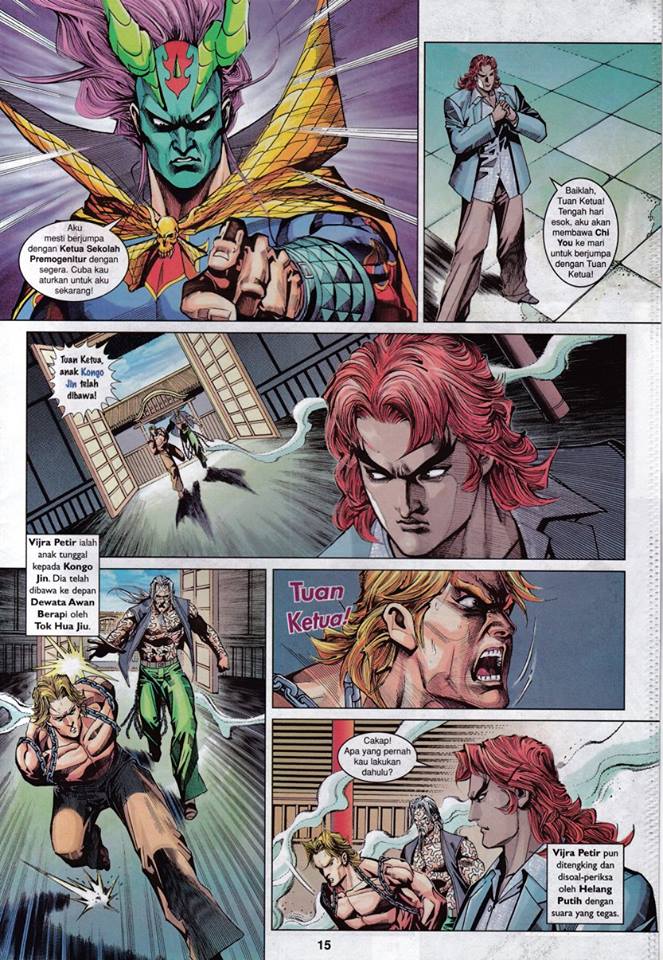 Aku
mesti berjumpa
dengan Ketua Sekolah
Premogenitur dengan
segera. Cuba kau
aturkan untuk aku
sekarang!
Baiklah,
Tuan Ketua!
Tengah hari
esok, aku akan
membawa Chi
You ke mari
untuk berjumpa
dengan Tuan
Ketua!
Tuan Ketua,
anak Kongo
Jin telah
dibawa!
Vijra Petir ialah
anak tunggal
kepada Kongo
Jin. Dia telah
dibawa ke depan
Dewata Awan
Berapi oleh
Tok Hua Jiu.
Tuan
Ketua!
Cakap!
Apa yang pernah
kau lakukan
dahulu?
Vijra Petir pun
ditengking dan
disoal-periksa
oleh Helang
Putih dengan
suara yang tegas.
15